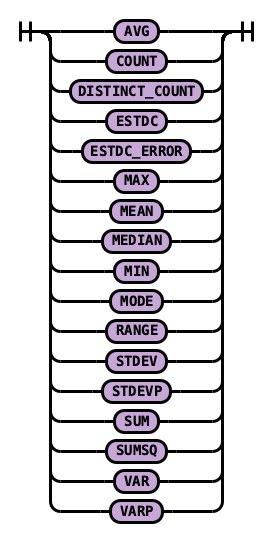 AVG
COUNT
DISTINCT_COUNT
ESTDC
ESTDC_ERROR
MAX
MEAN
MEDIAN
MIN
MODE
RANGE
STDEV
STDEVP
SUM
SUMSQ
VAR
VARP